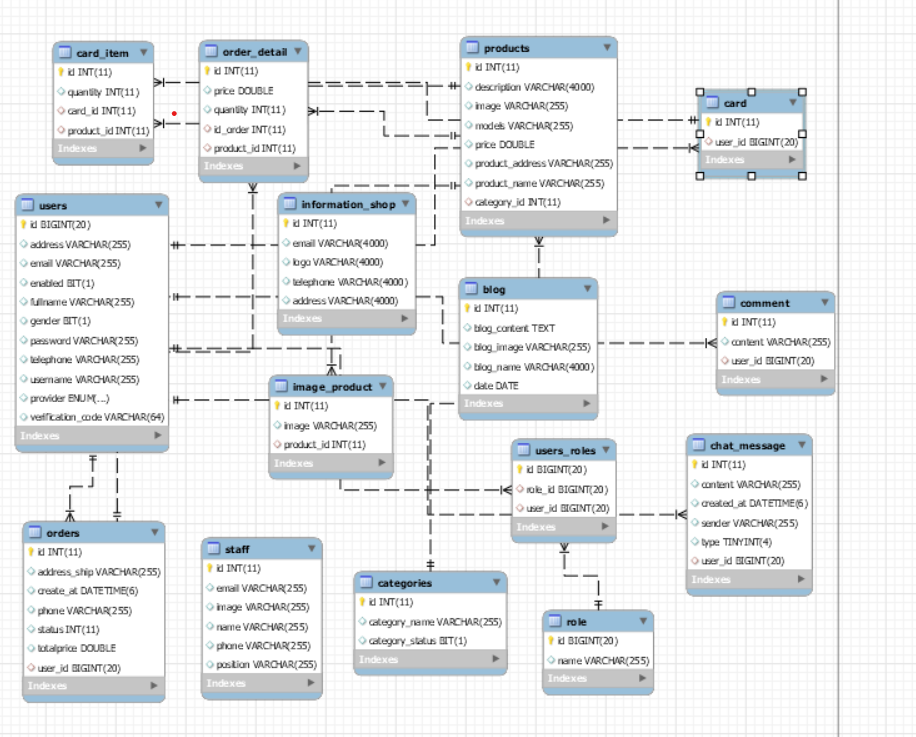 card_item
id INT(11)
quantity INT(11)
card_id INT(11)
product_id INT(11)
Indexes
order_detail
id INT(11)
price DOUBLE
quantity INT(11)
id_order INT(11)
product_id INT(11)
Indexes
products
id INT(11)
description VARCHAR(4000)
image VARCHAR(255)
models VARCHAR(255)
price DOUBLE
product_address VARCHAR(255)
product_name VARCHAR(255)
category_id INT(11)
Indexes
card
id INT(11)
user_id BIGINT(20)
Indexes
users
id BIGINT(20)
address VARCHAR(255)
email VARCHAR(255)
enabled BIT(1)
fullname VARCHAR(255)
gender BIT(1)
password VARCHAR(255)
telephone VARCHAR(255)
username VARCHAR(255)
provider ENUM(...)
verification_code VARCHAR(64)
Indexes
information_shop
id INT(11)
email VARCHAR(4000)
logo VARCHAR(4000)
telephone VARCHAR(4000)
address VARCHAR(4000)
Indexes
blog
id INT(11)
blog_content TEXT
blog_image VARCHAR(255)
blog_name VARCHAR(4000)
date DATE
Indexes
comment
id INT(11)
content VARCHAR(255)
user_id BIGINT(20)
Indexes
image_product
id INT(11)
image VARCHAR(255)
product_id INT(11)
Indexes
users_roles
id BIGINT(20)
role_id BIGINT(20)
user_id BIGINT(20)
Indexes
chat_message
id INT(11)
content VARCHAR(255)
created_at DATETIME(6)
sender VARCHAR(255)
type TINYINT(4)
user_id BIGINT(20)
Indexes
orders
id INT(11)
address_ship VARCHAR(255)
create_at DATETIME(6)
phone VARCHAR(255)
status INT(11)
totalprice DOUBLE
user_id BIGINT(20)
Indexes
staff
id INT(11)
email VARCHAR(255)
image VARCHAR(255)
name VARCHAR(255)
phone VARCHAR(255)
position VARCHAR(255)
Indexes
categories
id INT(11)
category_name VARCHAR(255)
category_status BIT(1)
Indexes
role
id BIGINT(20)
name VARCHAR(255)
Indexes